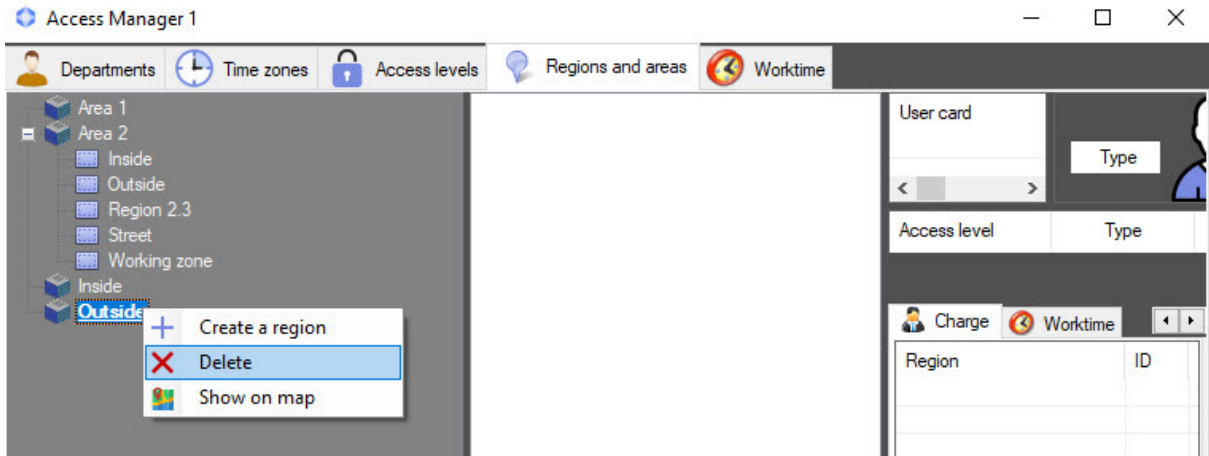 Access Manager 1
Departments Time zones Access levels Regions and areas Worktime
Area 1
Area 2
Inside
Outside
Region 2.3
Street
Working zone
Inside
Outside
Create a region
Delete
Show on map
User card
Type
Access level Type
Charge Worktime
Region ID